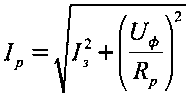 I_р = √(I_з² + (U_ф / R_р)²)